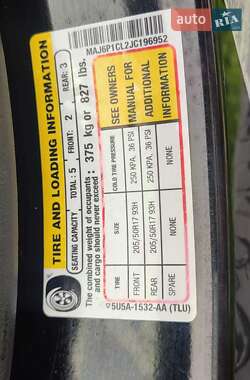 auto RIA
MAJ6P1CL2JC196952
TIRE AND LOADING INFORMATION
SEATING CAPACITY TOTAL: 5 FRONT: 2 REAR: 3
The combined weight of occupants and cargo should never exceed: 375 kg or 827 lbs.
TIRE SIZE COLD TIRE PRESSURE
FRONT 205/50R17 93H 250 KPA, 36 PSI
REAR 205/50R17 93H 250 KPA, 36 PSI
SPARE NONE NONE
SEE OWNERS
MANUAL FOR
ADDITIONAL
INFORMATION
5U5A-1532-AA (TLU)